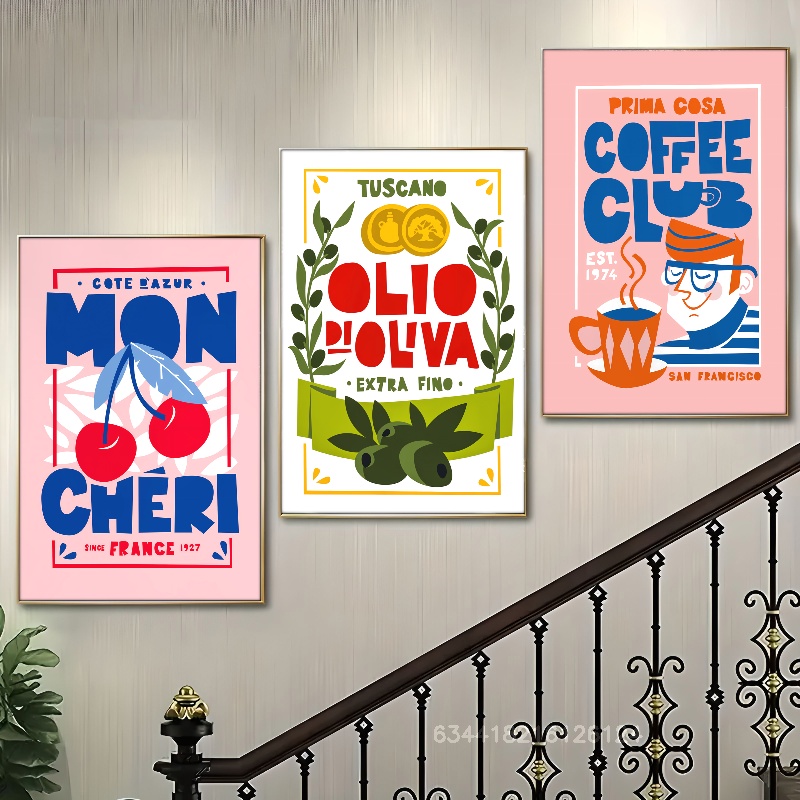 · COTE D'AZUR ·
MON
CHÉRI
SINCE FRANCE 1927
TUSCANO
OLIO
DI OLIVA
· EXTRA FINO ·
PRIMA COSA
COFFEE
CLUB
EST.
1974
SAN FRANCISCO